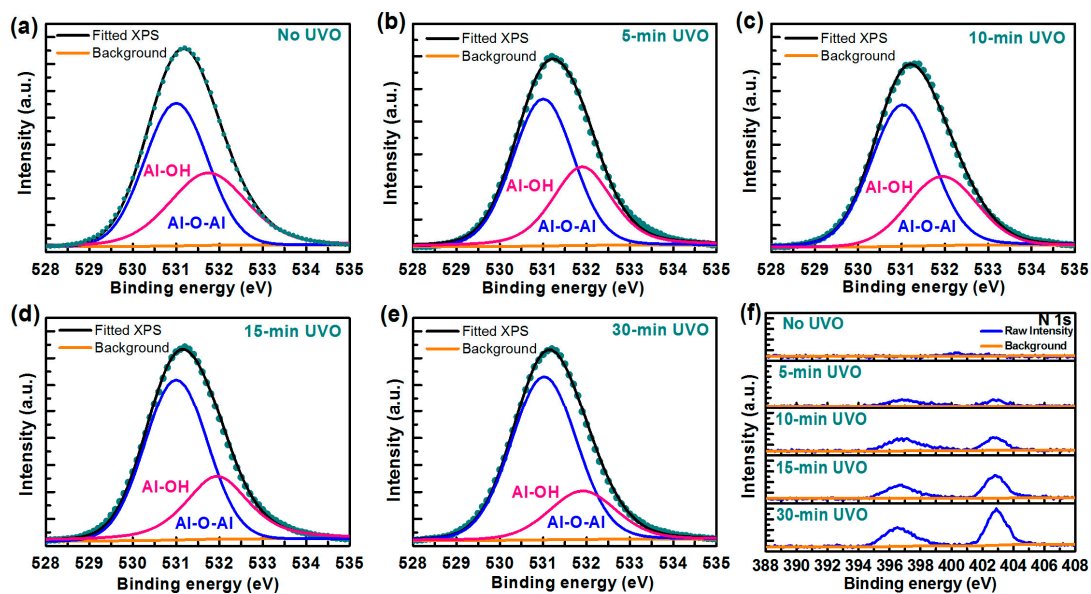 (a)
Fitted XPS
No UVO
Background
Al-OH
Al-O-Al
Intensity (a.u.)
528 529 530 531 532 533 534 535
Binding energy (eV)
(b)
Fitted XPS
5-min UVO
Background
Al-OH
Al-O-Al
Intensity (a.u.)
528 529 530 531 532 533 534 535
Binding energy (eV)
(c)
Fitted XPS
10-min UVO
Background
Al-OH
Al-O-Al
Intensity (a.u.)
528 529 530 531 532 533 534 535
Binding energy (eV)
(d)
Fitted XPS
15-min UVO
Background
Al-OH
Al-O-Al
Intensity (a.u.)
528 529 530 531 532 533 534 535
Binding energy (eV)
(e)
Fitted XPS
30-min UVO
Background
Al-OH
Al-O-Al
Intensity (a.u.)
528 529 530 531 532 533 534 535
Binding energy (eV)
(f)
No UVO
N 1s
Raw Intensity
Background
5-min UVO
10-min UVO
15-min UVO
30-min UVO
Intensity (a.u.)
388 390 392 394 396 398 400 402 404 406 408
Binding energy (eV)